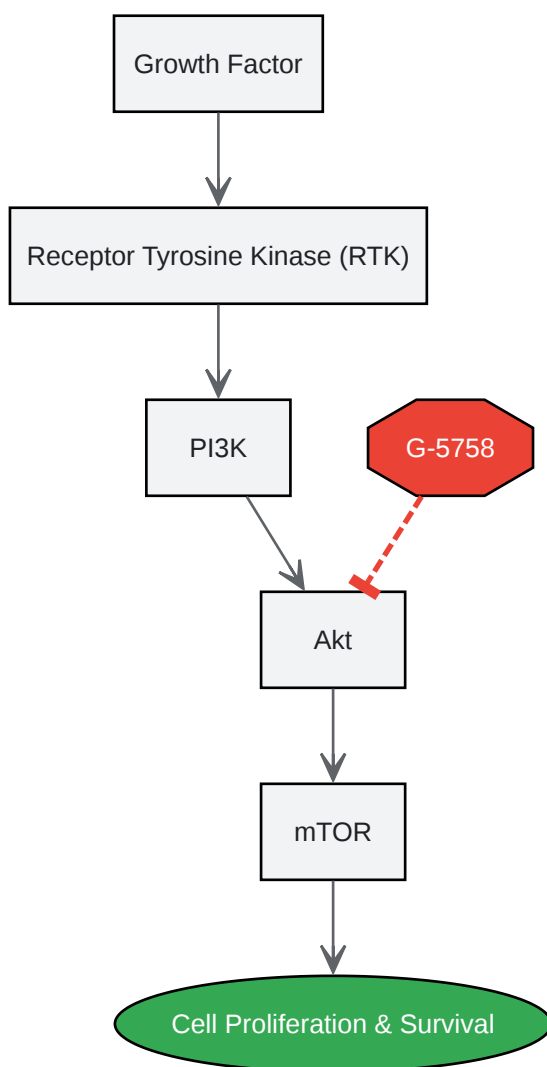 Growth Factor
Receptor Tyrosine Kinase (RTK)
PI3K
G-5758
Akt
mTOR
Cell Proliferation & Survival